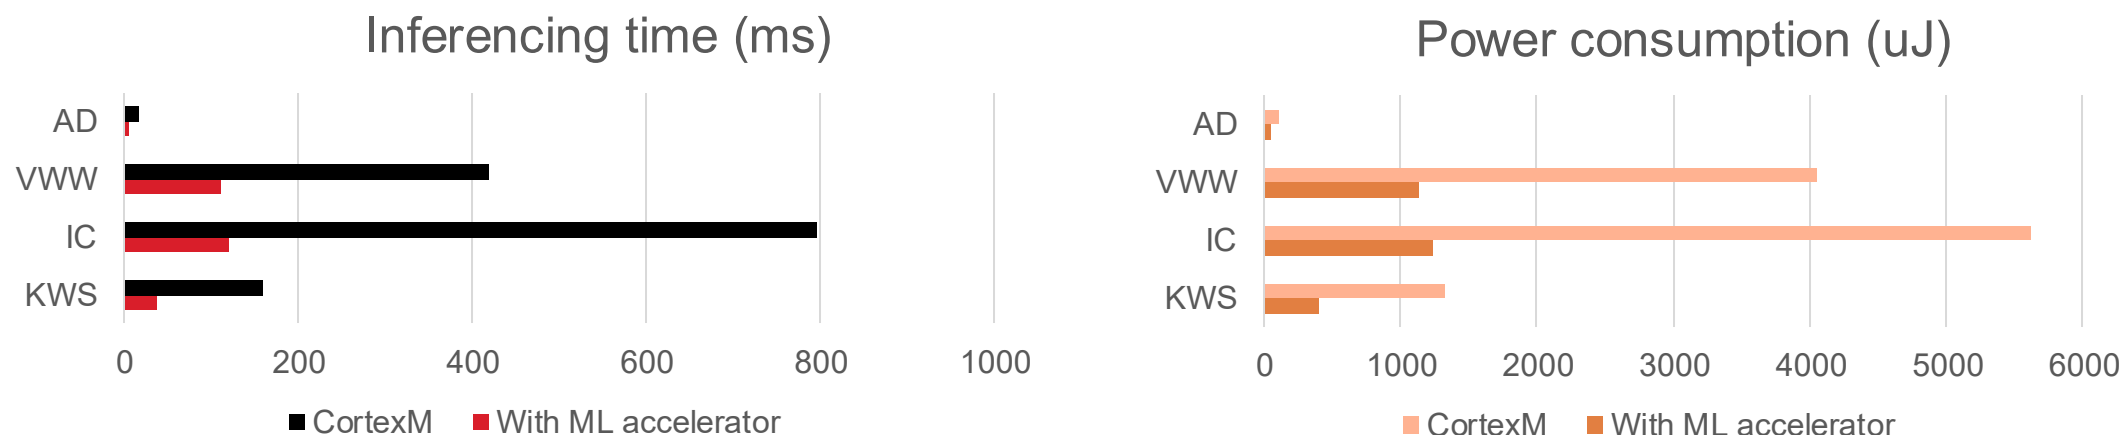 Inferencing time (ms)
AD
VWW
IC
KWS
0 200 400 600 800 1000
CortexM With ML accelerator
Power consumption (uJ)
AD
VWW
IC
KWS
0 1000 2000 3000 4000 5000 6000
CortexM With ML accelerator